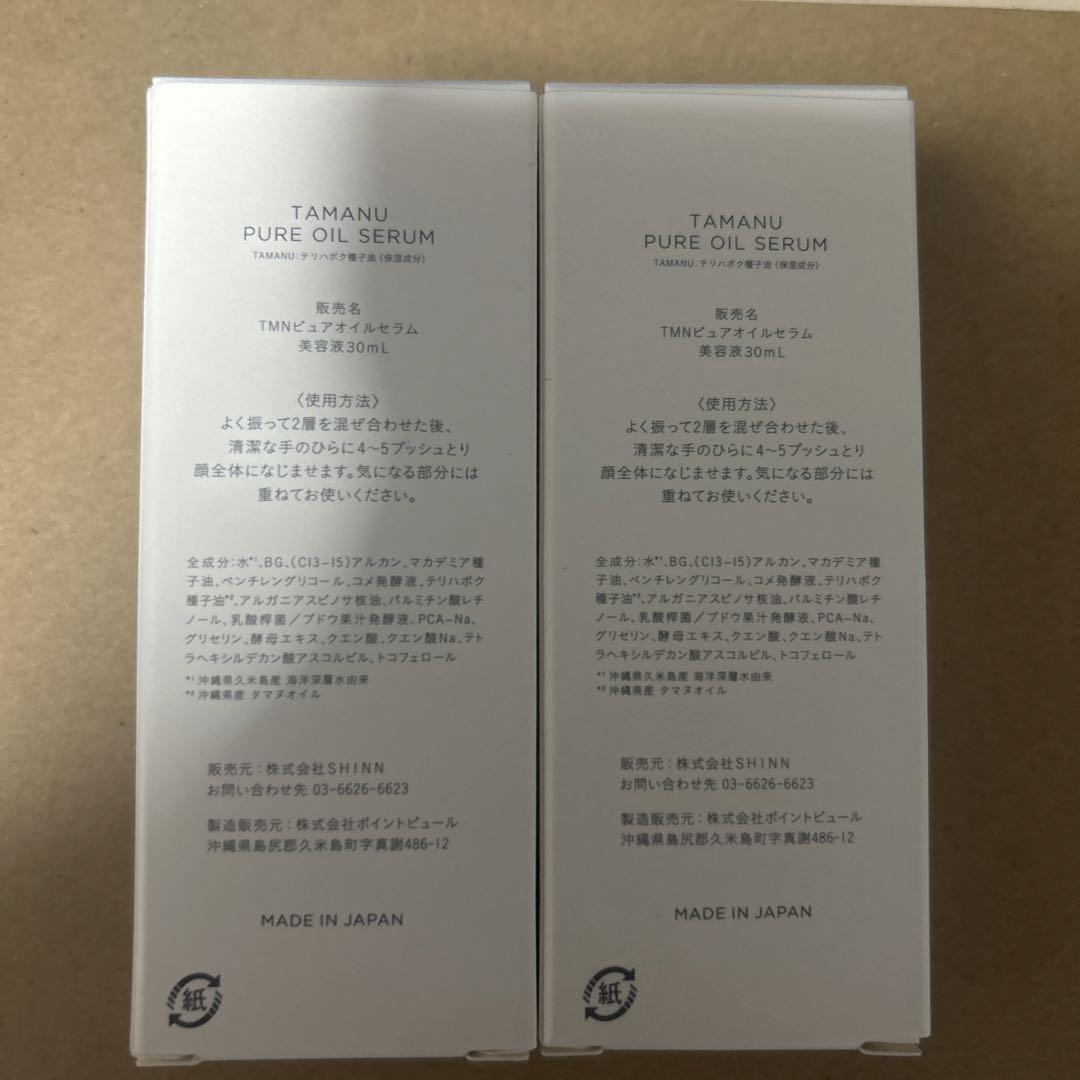 TAMANU
PURE OIL SERUM
TAMANU：テリハボク種子油（保湿成分）
販売名
TMNピュアオイルセラム
美容液30mL
〈使用方法〉
よく振って2層を混ぜ合わせた後、
清潔な手のひらに4〜5プッシュとり
顔全体になじませます。気になる部分には
重ねてお使いください。
全成分：水*¹、BG、（C13-15）アルカン、マカデミア種
子油、ペンチレングリコール、コメ発酵液、テリハボク
種子油*²、アルガニアスピノサ核油、パルミチン酸レチ
ノール、乳酸桿菌／ブドウ果汁発酵液、PCA-Na、
グリセリン、酵母エキス、クエン酸、クエン酸Na、テト
ラヘキシルデカン酸アスコルビル、トコフェロール
*¹ 沖縄県久米島産 海洋深層水由来
*² 沖縄県産 タマヌオイル
販売元：株式会社SHINN
お問い合わせ先 03-6626-6623
製造販売元：株式会社ポイントピュール
沖縄県島尻郡久米島町字真謝486-12
MADE IN JAPAN
紙
TAMANU
PURE OIL SERUM
TAMANU：テリハボク種子油（保湿成分）
販売名
TMNピュアオイルセラム
美容液30mL
〈使用方法〉
よく振って2層を混ぜ合わせた後、
清潔な手のひらに4〜5プッシュとり
顔全体になじませます。気になる部分には
重ねてお使いください。
全成分：水*¹、BG、（C13-15）アルカン、マカデミア種
子油、ペンチレングリコール、コメ発酵液、テリハボク
種子油*²、アルガニアスピノサ核油、パルミチン酸レチ
ノール、乳酸桿菌／ブドウ果汁発酵液、PCA-Na、
グリセリン、酵母エキス、クエン酸、クエン酸Na、テト
ラヘキシルデカン酸アスコルビル、トコフェロール
*¹ 沖縄県久米島産 海洋深層水由来
*² 沖縄県産 タマヌオイル
販売元：株式会社SHINN
お問い合わせ先 03-6626-6623
製造販売元：株式会社ポイントピュール
沖縄県島尻郡久米島町字真謝486-12
MADE IN JAPAN
紙